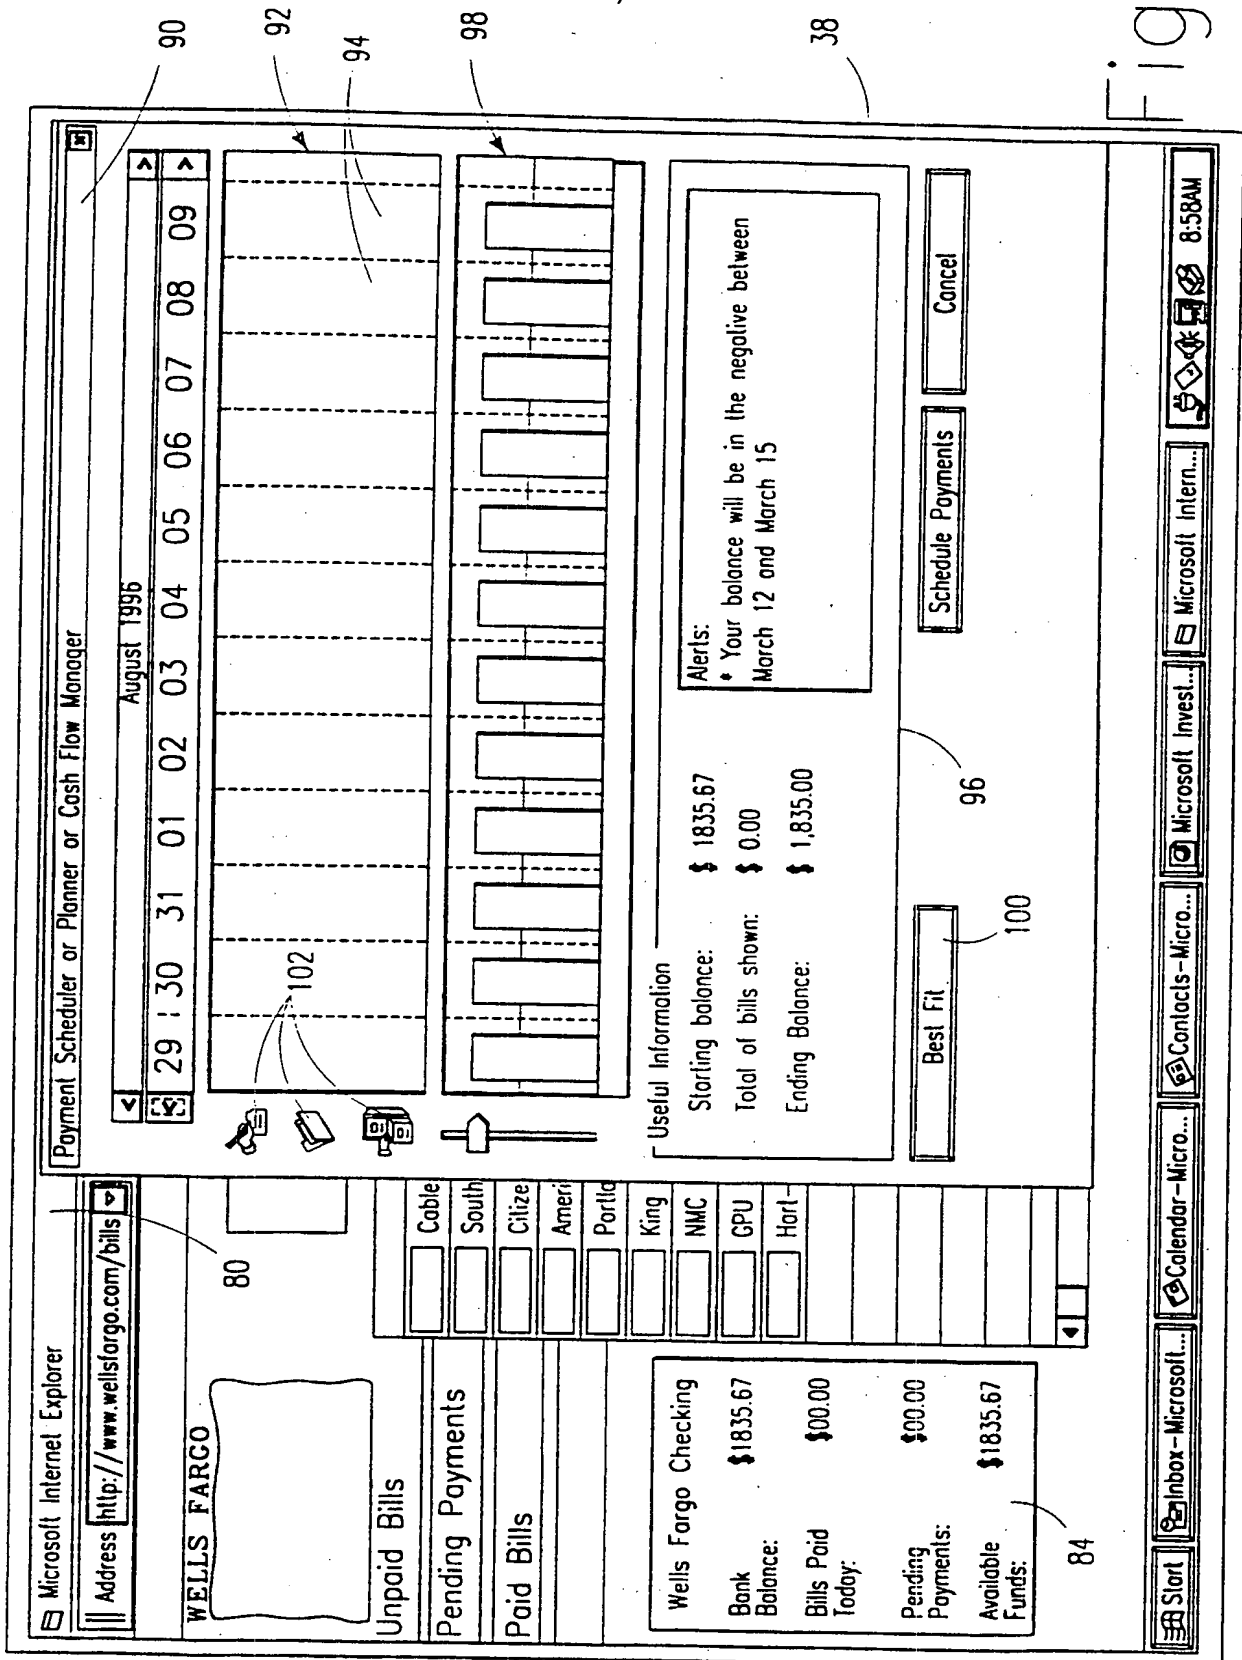 Microsoft Internet Explorer
Address http://www.wellsfargo.com/bills
WELLS FARGO
Unpaid Bills
Pending Payments
Paid Bills
Cable
South
Citize
Ameri
Portla
King
NMC
GPU
Hart-
Wells Fargo Checking
Bank Balance: $1835.67
Bills Paid Today: $00.00
Pending Payments: $00.00
Available Funds: $1835.67
84
80
Payment Scheduler or Planner or Cash Flow Manager
x
August 1996
29 30 31 01 02 03 04 05 06 07 08 09
102
Useful Information
Starting balance: $ 1835.67
Total of bills shown: $ 0.00
Ending Balance: $ 1,835.00
Alerts:
* Your balance will be in the negative between
March 12 and March 15
Best Fit
Schedule Payments
Cancel
100
96
90
92
94
98
38
Start
Inbox-Microsoft...
Calendar-Micro...
Contacts-Micro...
Microsoft Invest...
Microsoft Intern...
8:58AM
Fig